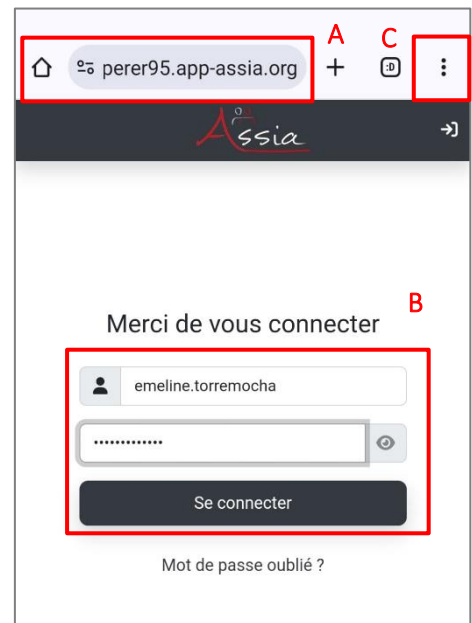 A C
perer95.app-assia.org + :D
Assia
B
Merci de vous connecter
emeline.torremocha
•••••••••••••
Se connecter
Mot de passe oublié ?